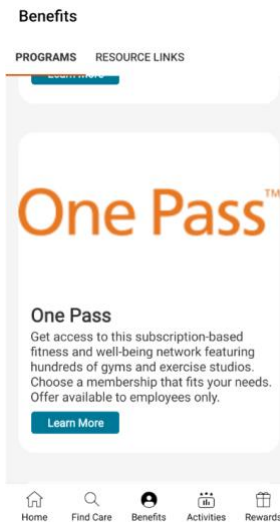 Benefits
PROGRAMS RESOURCE LINKS
Learn more
One Pass™
One Pass
Get access to this subscription-based
fitness and well-being network featuring
hundreds of gyms and exercise studios.
Choose a membership that fits your needs.
Offer available to employees only.
Learn More
Home Find Care Benefits Activities Rewards